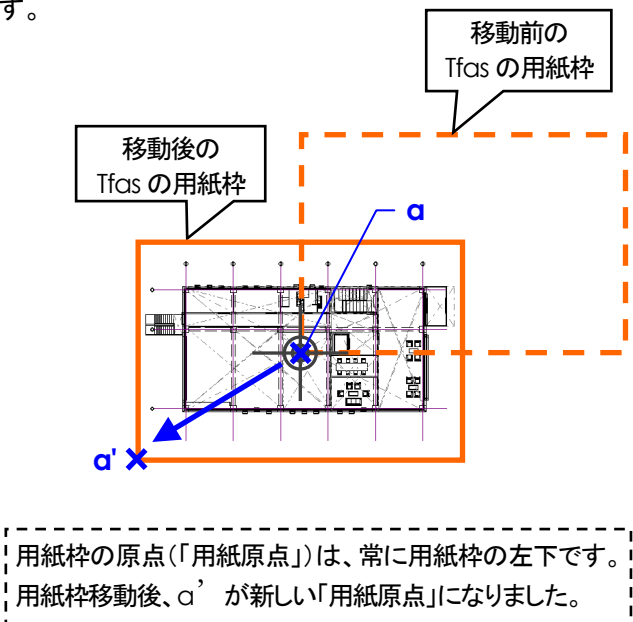 す。
移動前の
Tfas の用紙枠
移動後の
Tfas の用紙枠
a
a'
用紙枠の原点(「用紙原点」)は、常に用紙枠の左下です。
用紙枠移動後、a’が新しい「用紙原点」になりました。